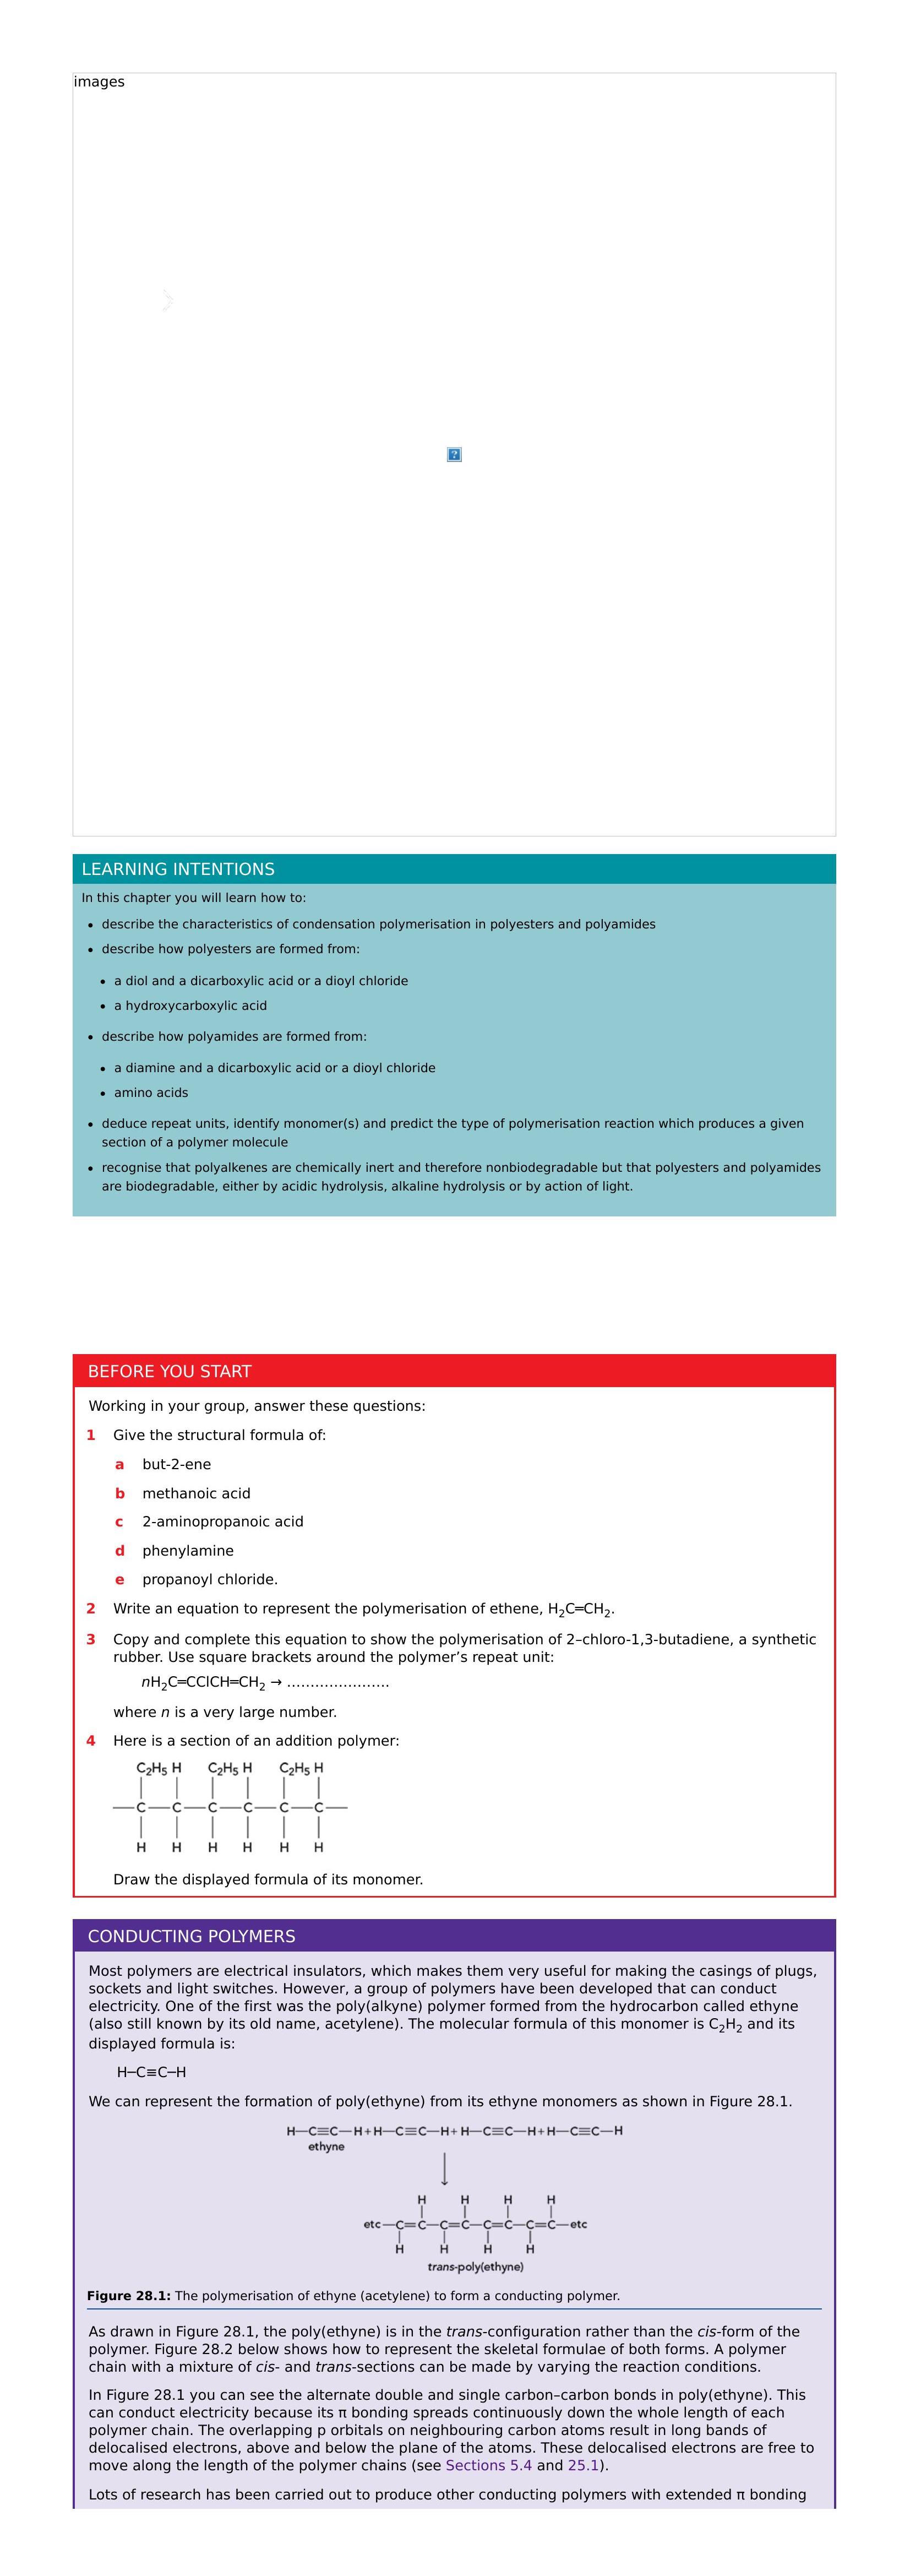 images
?
LEARNING INTENTIONS
In this chapter you will learn how to:
• describe the characteristics of condensation polymerisation in polyesters and polyamides
• describe how polyesters are formed from:
• a diol and a dicarboxylic acid or a dioyl chloride
• a hydroxycarboxylic acid
• describe how polyamides are formed from:
• a diamine and a dicarboxylic acid or a dioyl chloride
• amino acids
• deduce repeat units, identify monomer(s) and predict the type of polymerisation reaction which produces a given
section of a polymer molecule
• recognise that polyalkenes are chemically inert and therefore nonbiodegradable but that polyesters and polyamides
are biodegradable, either by acidic hydrolysis, alkaline hydrolysis or by action of light.
BEFORE YOU START
Working in your group, answer these questions:
1 Give the structural formula of:
a but-2-ene
b methanoic acid
c 2-aminopropanoic acid
d phenylamine
e propanoyl chloride.
2 Write an equation to represent the polymerisation of ethene, H₂C═CH₂.
3 Copy and complete this equation to show the polymerisation of 2–chloro-1,3-butadiene, a synthetic
rubber. Use square brackets around the polymer’s repeat unit:
nH₂C═CClCH═CH₂ → ......................
where n is a very large number.
4 Here is a section of an addition polymer:
C₂H₅ H C₂H₅ H C₂H₅ H
—C—C—C—C—C—C—
H H H H H H
Draw the displayed formula of its monomer.
CONDUCTING POLYMERS
Most polymers are electrical insulators, which makes them very useful for making the casings of plugs,
sockets and light switches. However, a group of polymers have been developed that can conduct
electricity. One of the first was the poly(alkyne) polymer formed from the hydrocarbon called ethyne
(also still known by its old name, acetylene). The molecular formula of this monomer is C₂H₂ and its
displayed formula is:
H─C≡C─H
We can represent the formation of poly(ethyne) from its ethyne monomers as shown in Figure 28.1.
H—C≡C—H+H—C≡C—H+H—C≡C—H+H—C≡C—H
ethyne
H H H H
etc—C═C—C═C—C═C—C═C—etc
H H H H
trans-poly(ethyne)
Figure 28.1: The polymerisation of ethyne (acetylene) to form a conducting polymer.
As drawn in Figure 28.1, the poly(ethyne) is in the trans-configuration rather than the cis-form of the
polymer. Figure 28.2 below shows how to represent the skeletal formulae of both forms. A polymer
chain with a mixture of cis- and trans-sections can be made by varying the reaction conditions.
In Figure 28.1 you can see the alternate double and single carbon–carbon bonds in poly(ethyne). This
can conduct electricity because its π bonding spreads continuously down the whole length of each
polymer chain. The overlapping p orbitals on neighbouring carbon atoms result in long bands of
delocalised electrons, above and below the plane of the atoms. These delocalised electrons are free to
move along the length of the polymer chains (see Sections 5.4 and 25.1).
Lots of research has been carried out to produce other conducting polymers with extended π bonding